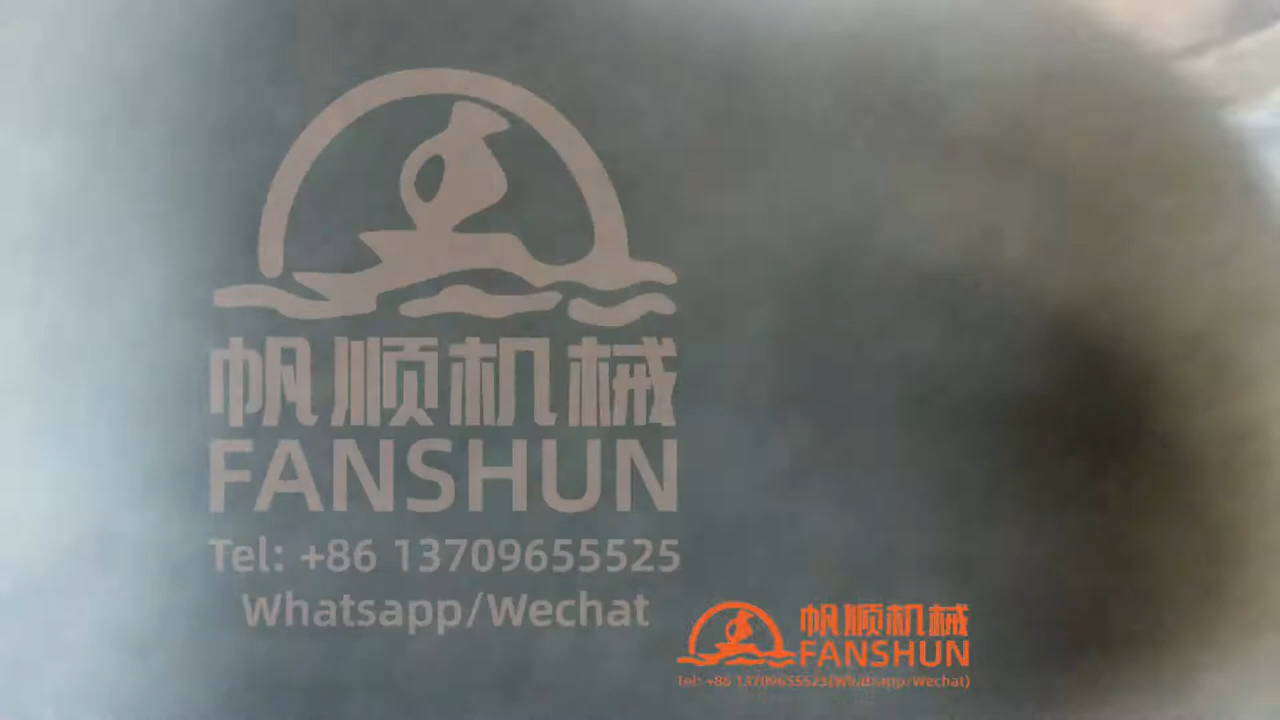 帆顺机械
FANSHUN
Tel: +86 13709655525
Whatsapp/Wechat
帆顺机械
FANSHUN
Tel: +86 13709655525(Whatsapp/Wechat)